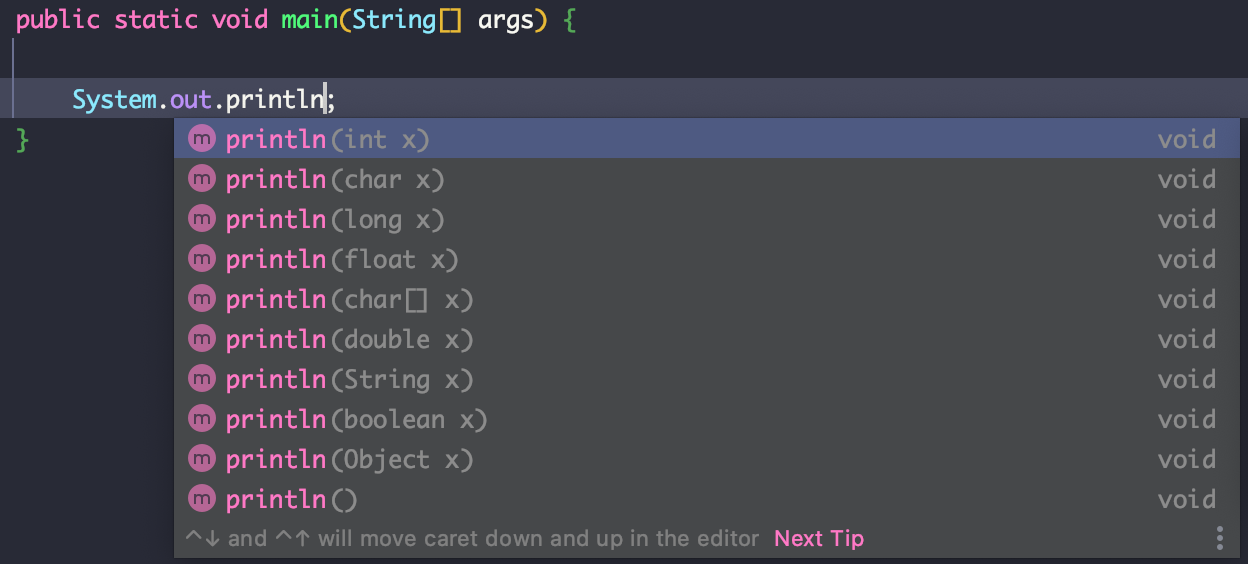 public static void main(String[] args) {
System.out.println;
}
m println(int x) void
m println(char x) void
m println(long x) void
m println(float x) void
m println(char[] x) void
m println(double x) void
m println(String x) void
m println(boolean x) void
m println(Object x) void
m println() void
^↓ and ^↑ will move caret down and up in the editor Next Tip